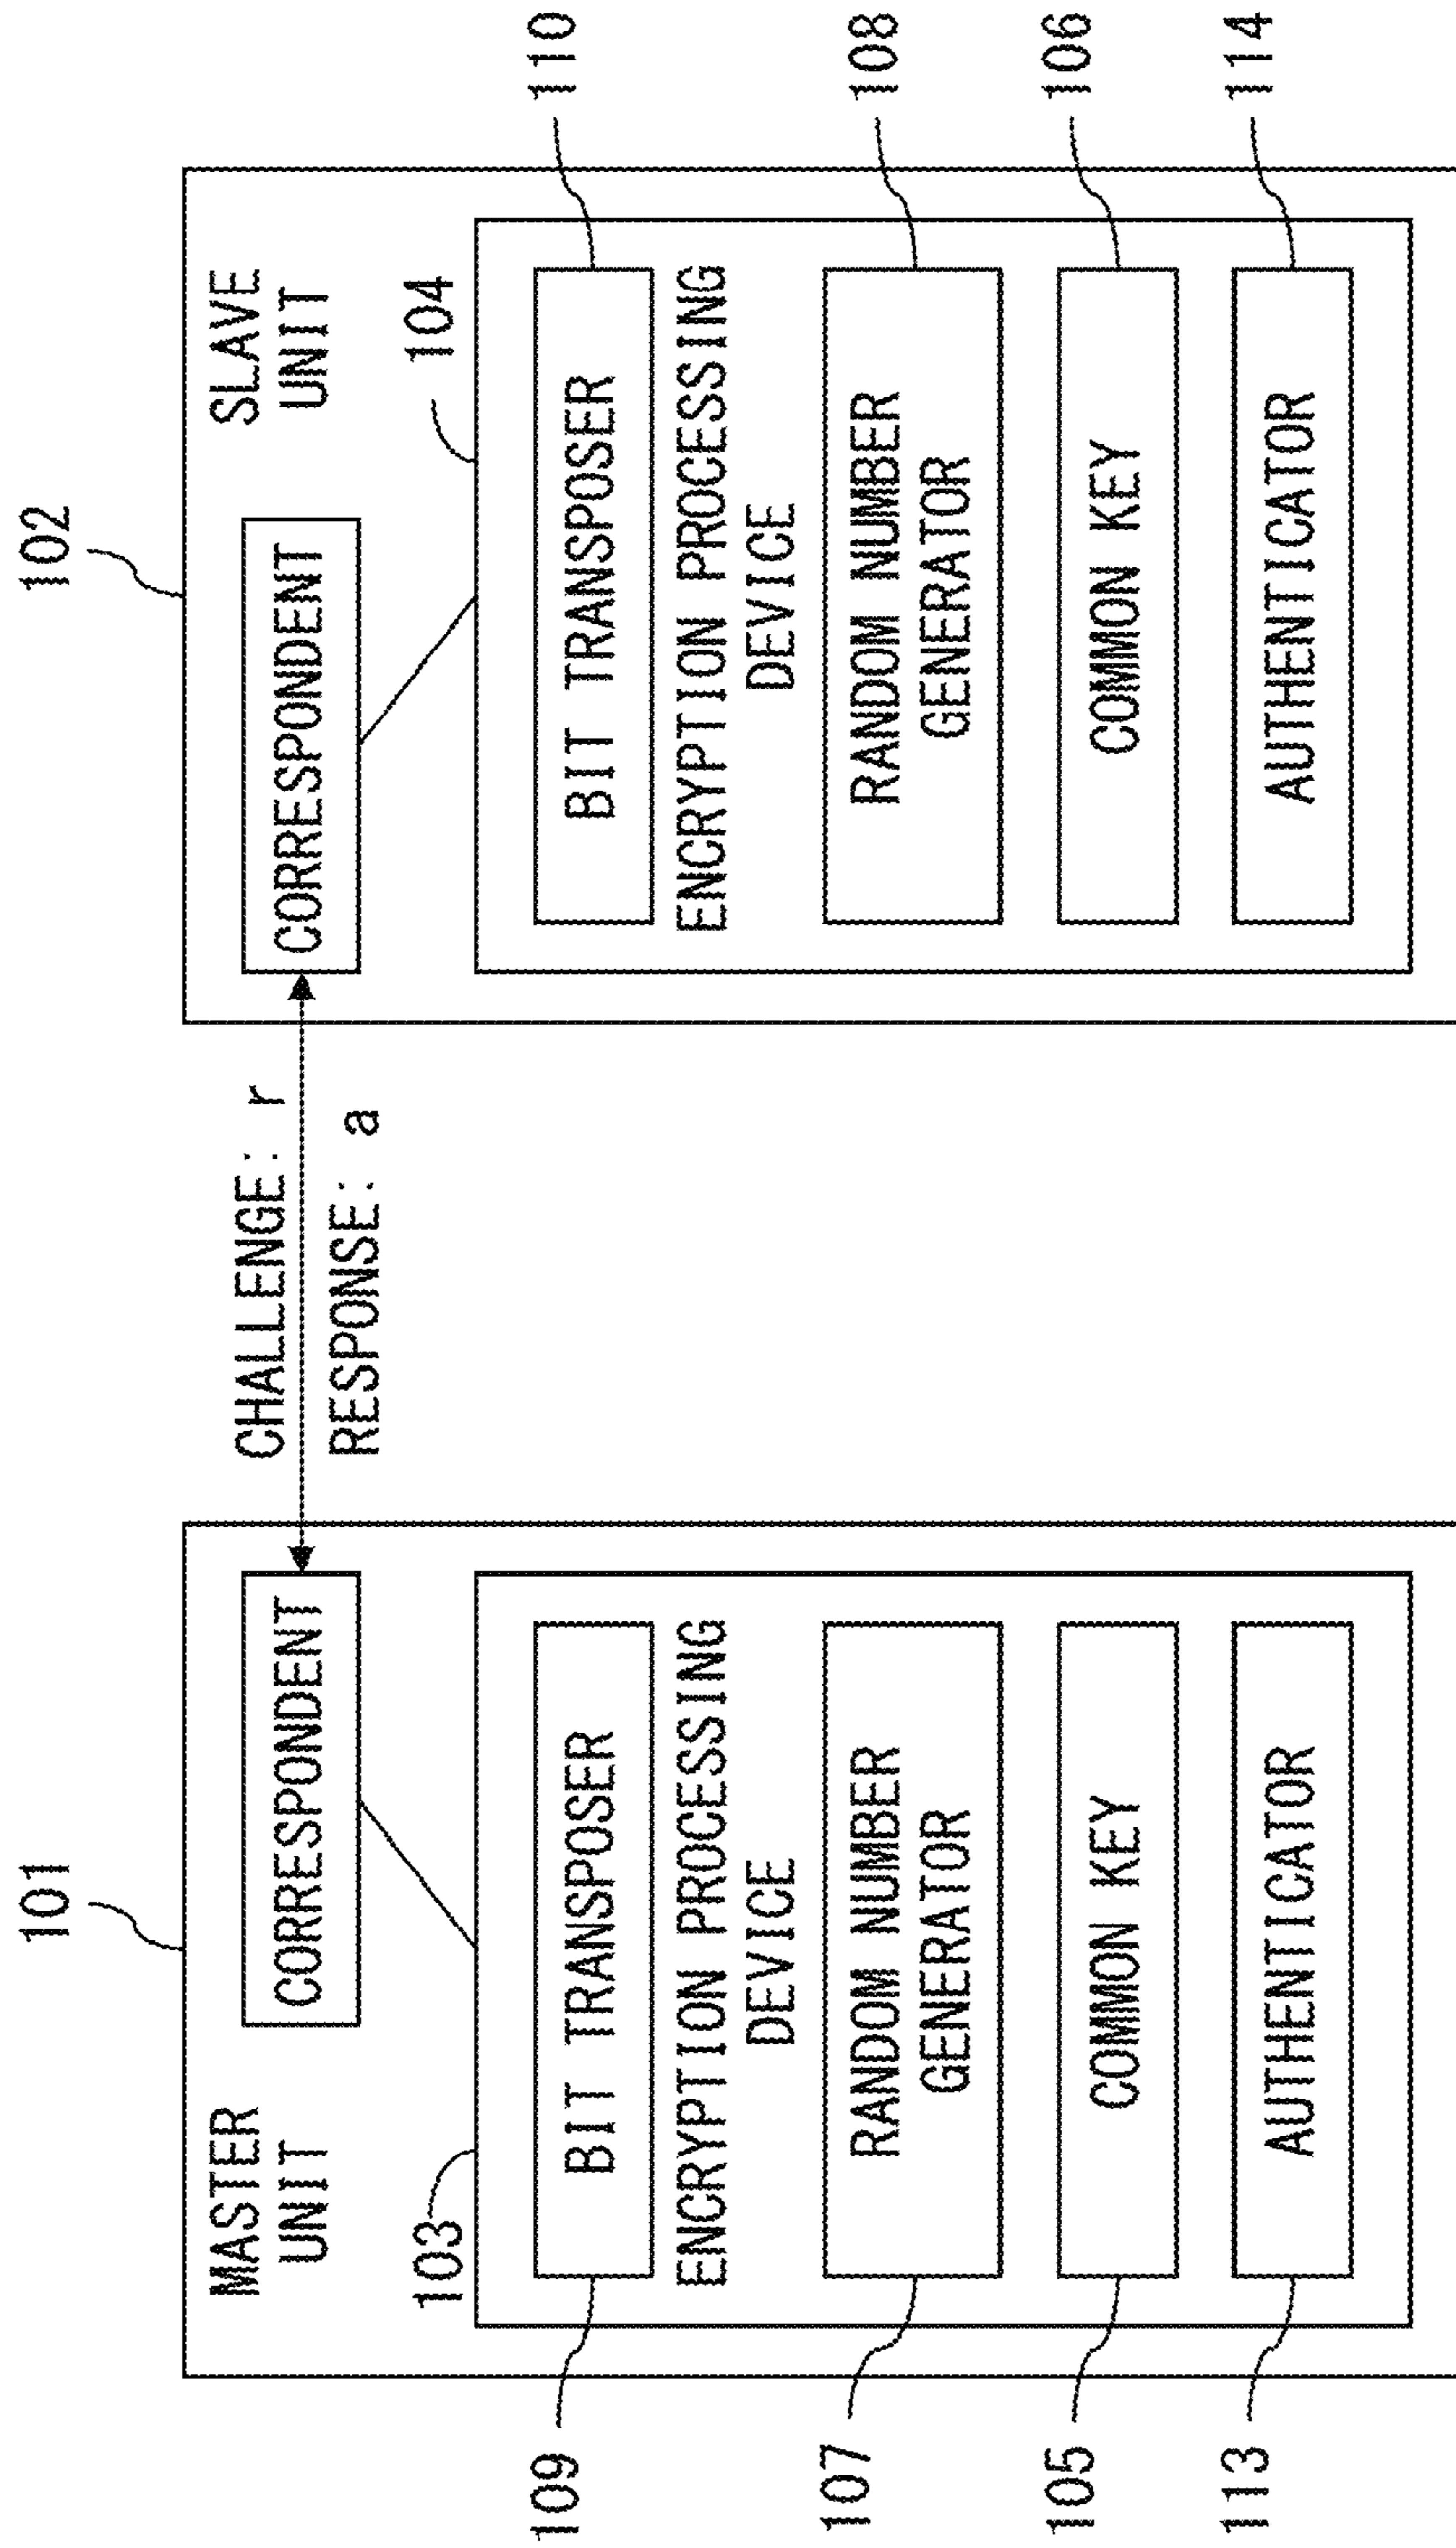 101
MASTER
UNIT
CORRESPONDENT
103
109
BIT TRANSPOSER
ENCRYPTION PROCESSING
DEVICE
107
RANDOM NUMBER
GENERATOR
105
COMMON KEY
113
AUTHENTICATOR
CHALLENGE: r
RESPONSE: a
102
SLAVE
UNIT
CORRESPONDENT
104
BIT TRANSPOSER
110
ENCRYPTION PROCESSING
DEVICE
RANDOM NUMBER
GENERATOR
108
COMMON KEY
106
AUTHENTICATOR
114